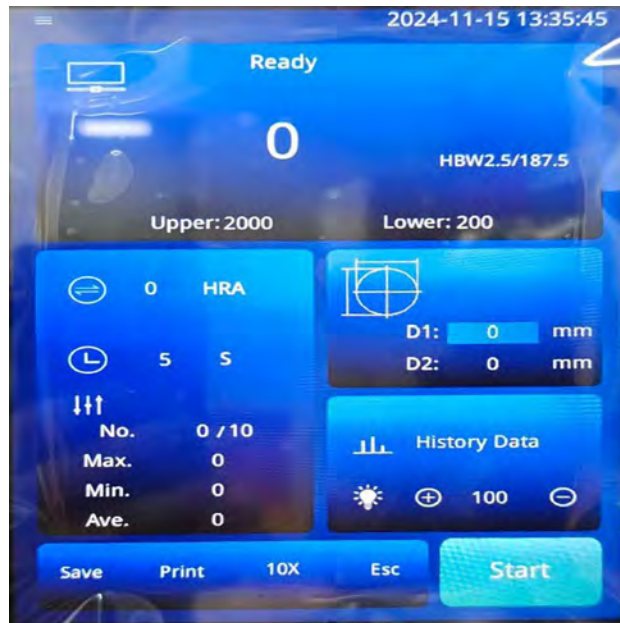 2024-11-15 13:35:45
Ready
0
HBW2.5/187.5
Upper: 2000 Lower: 200
0 HRA
5 S
No. 0 / 10
Max. 0
Min. 0
Ave. 0
D1: 0 mm
D2: 0 mm
History Data
100
Save Print 10X Esc Start